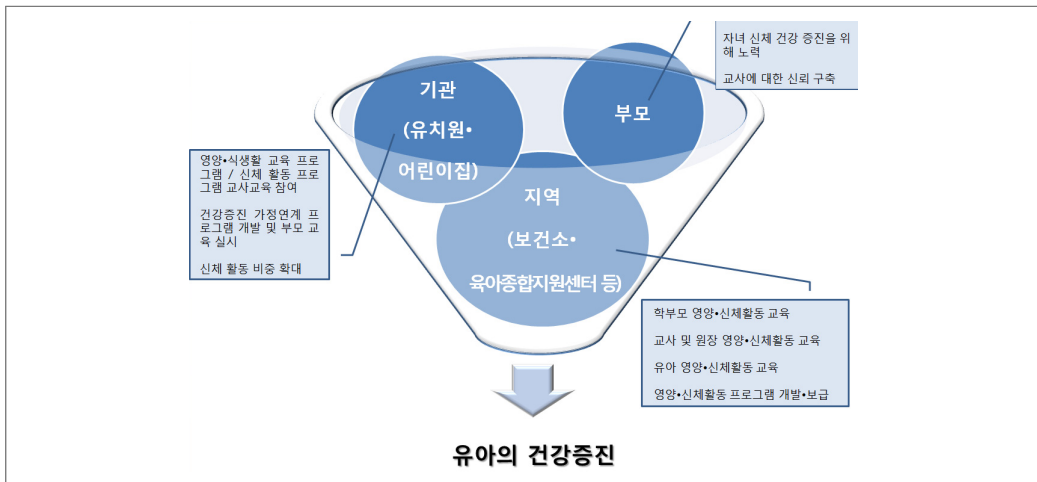 자녀 신체 건강 증진을 위
해 노력
교사에 대한 신뢰 구축
기관
(유치원•
어린이집)
부모
영양•식생활 교육 프로
그램 / 신체 활동 프로
그램 교사교육 참여
건강증진 가정연계 프
로그램 개발 및 부모 교
육 실시
신체 활동 비중 확대
지역
(보건소•
육아종합지원센터 등)
학부모 영양•신체활동 교육
교사 및 원장 영양•신체활동 교육
유아 영양•신체활동 교육
영양•신체활동 프로그램 개발•보급
유아의 건강증진